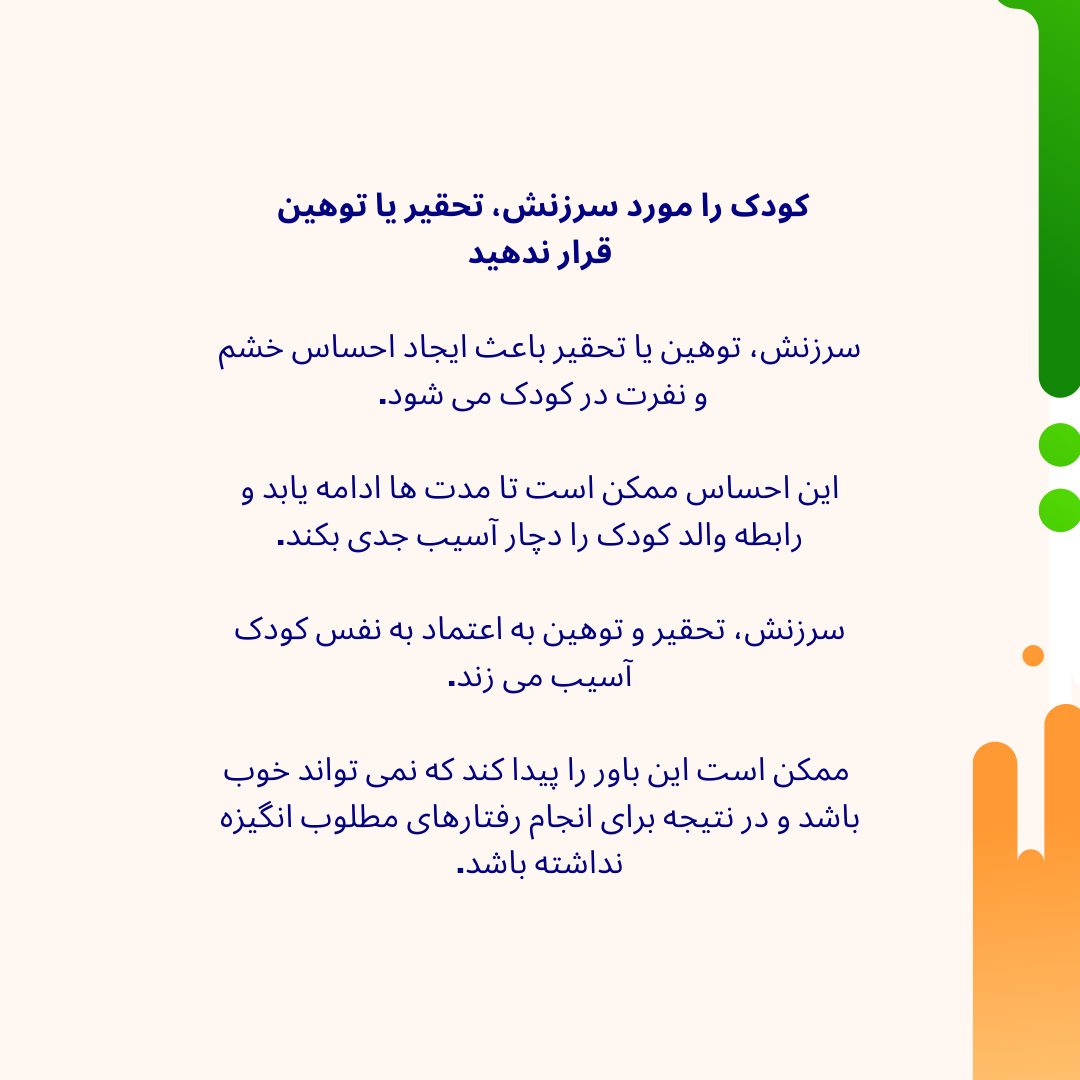 کودک را مورد سرزنش، تحقیر یا توهین
قرار ندهید
سرزنش، توهین یا تحقیر باعث ایجاد احساس خشم
و نفرت در کودک می شود.
این احساس ممکن است تا مدت ها ادامه یابد و
رابطه والد کودک را دچار آسیب جدی بکند.
سرزنش، تحقیر و توهین به اعتماد به نفس کودک
آسیب می زند.
ممکن است این باور را پیدا کند که نمی تواند خوب
باشد و در نتیجه برای انجام رفتارهای مطلوب انگیزه
نداشته باشد.